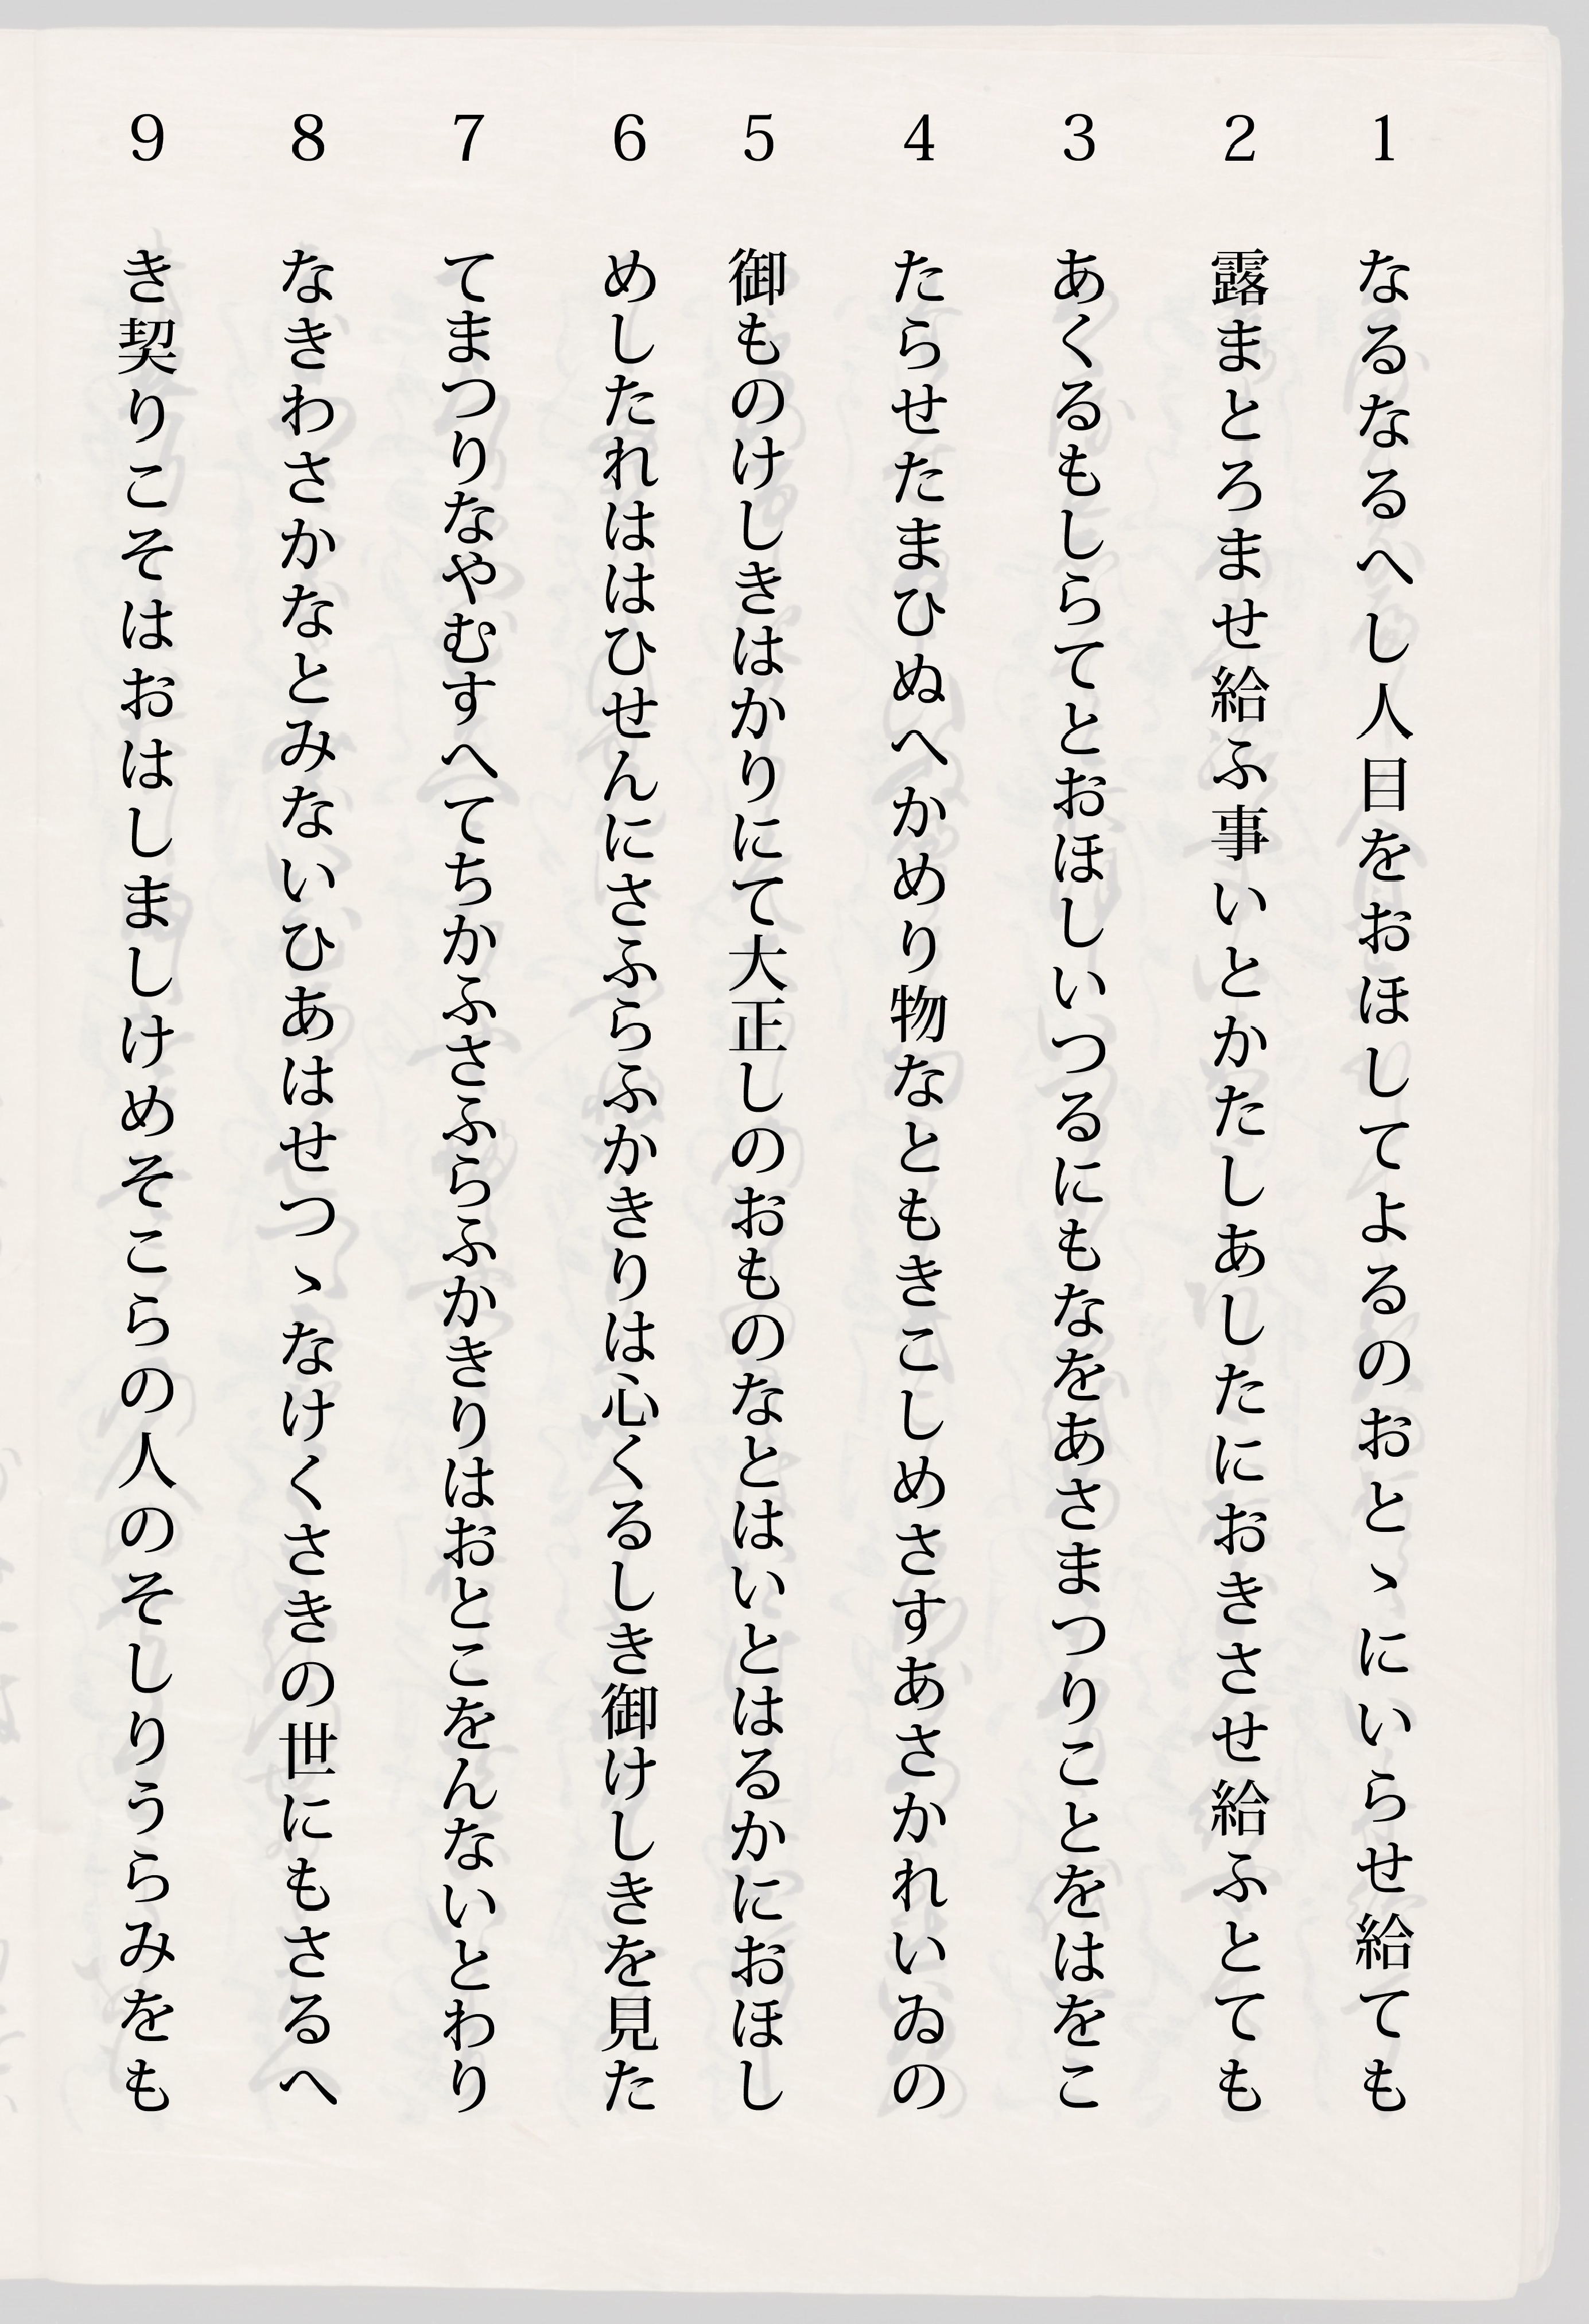 1 なるなるへし人目をおほしてよるのおとゝにいらせ給ても
2 露まとろませ給ふ事いとかたしあしたにおきさせ給ふとても
3 あくるもしらてとおほしいつるにもなをあさまつりことをはをこ
4 たらせたまひぬへかめり物なともきこしめさすあさかれいゐの
5 御ものけしきはかりにて大正しのおものなとはいとはるかにおほし
6 めしたれははひせんにさふらふかきりは心くるしき御けしきを見た
7 てまつりなやむすへてちかふさふらふかきりはおとこをんないとわり
8 なきわさかなとみないひあはせつゝなけくさきの世にもさるへ
9 き契りこそはおはしましけめそこらの人のそしりうらみをも